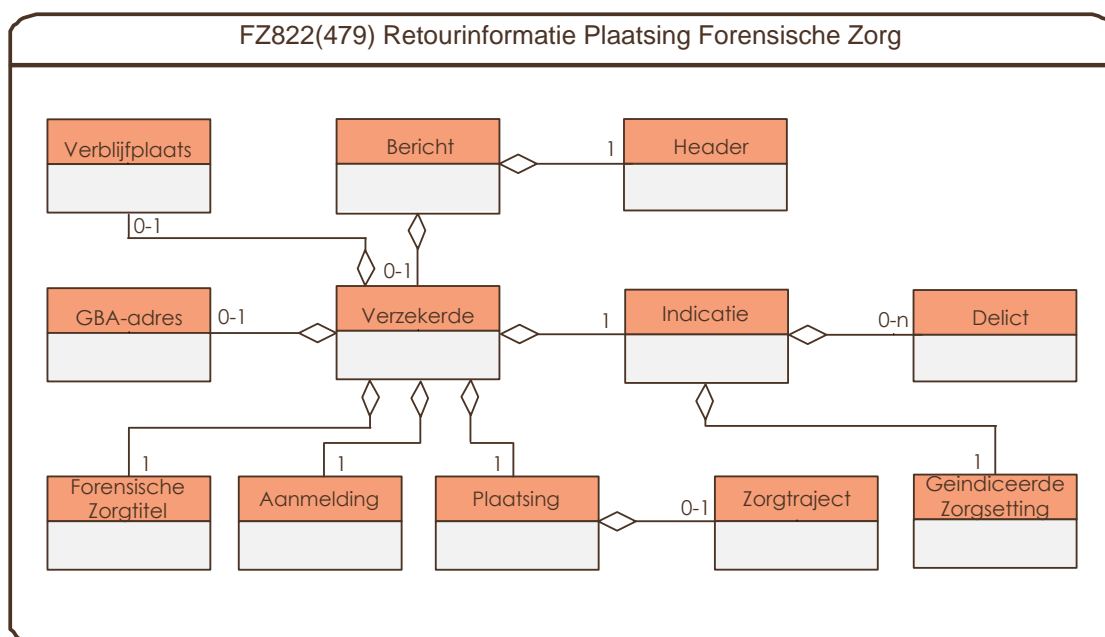 FZ822(479) Retourinformatie Plaatsing Forensische Zorg
Verblijfplaats
Bericht
1
Header
0-1
0-1
GBA-adres
0-1
Verzekerde
1
Indicatie
0-n
Delict
1
1
1
1
Forensische
Zorgtitel
Aanmelding
Plaatsing
0-1
Zorgtraject
Geindiceerde
Zorgsetting